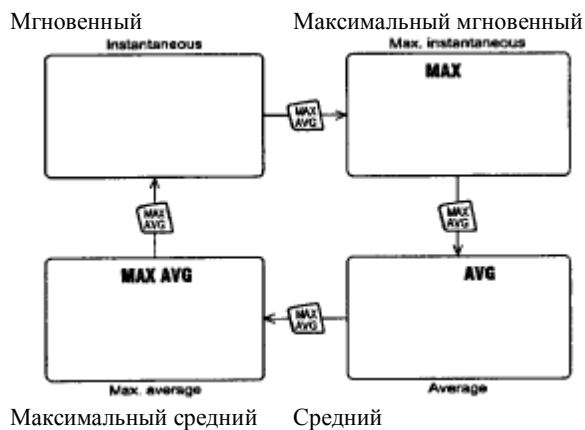 Мгновенный Максимальный мгновенный
Instantaneous Max. instantaneous
MAX
MAX
AVG
MAX
AVG
MAX
AVG
MAX AVG
AVG
MAX
AVG
Max. average Average
Максимальный средний Средний